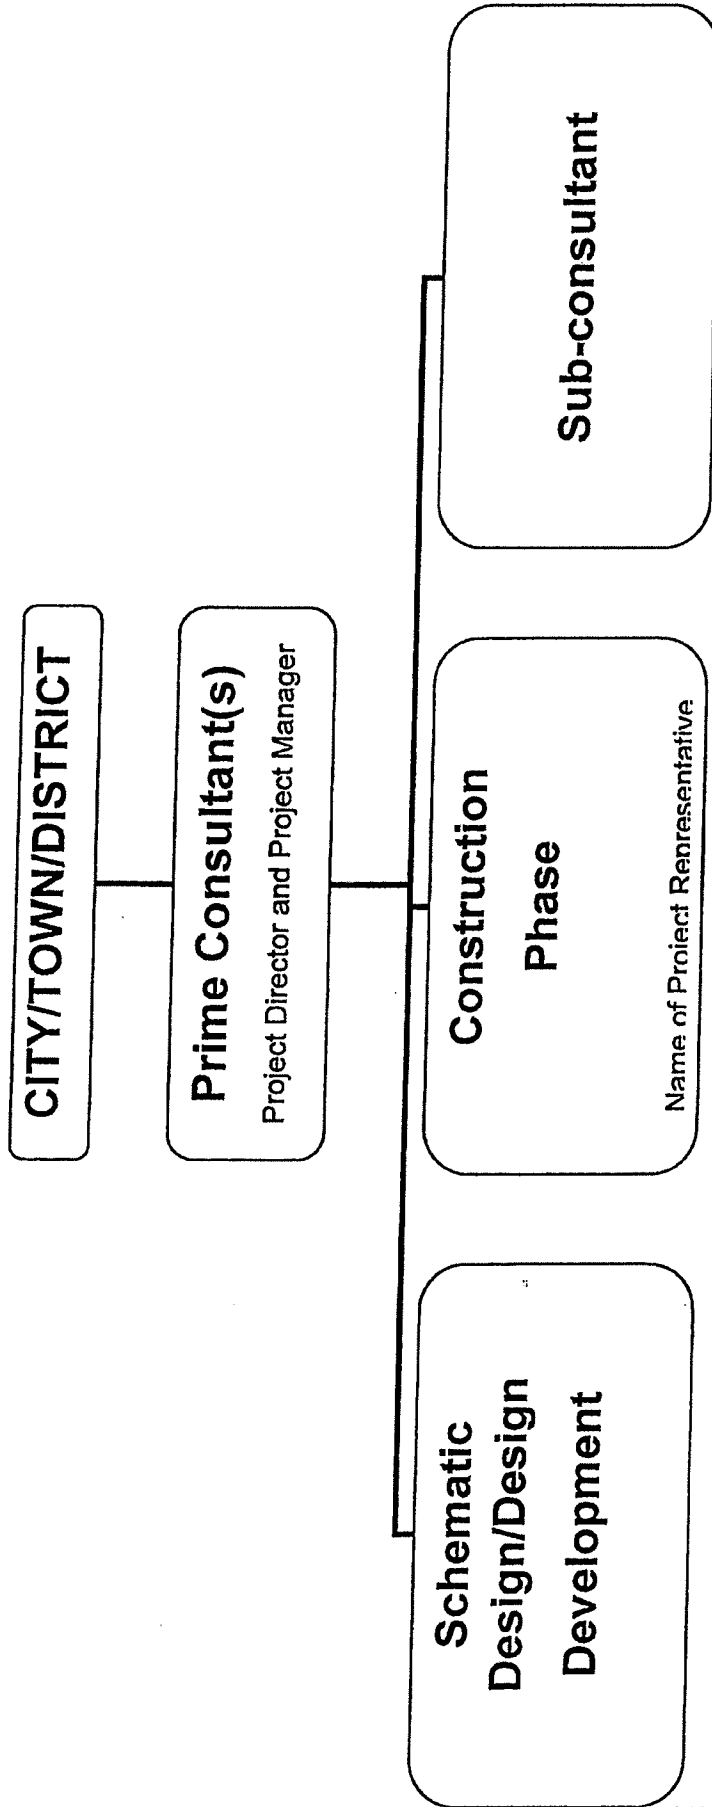 CITY/TOWN/DISTRICT
Prime Consultant(s)
Project Director and Project Manager
Schematic
Design/Design
Development
Construction
Phase
Name of Project Representative
Sub-consultant